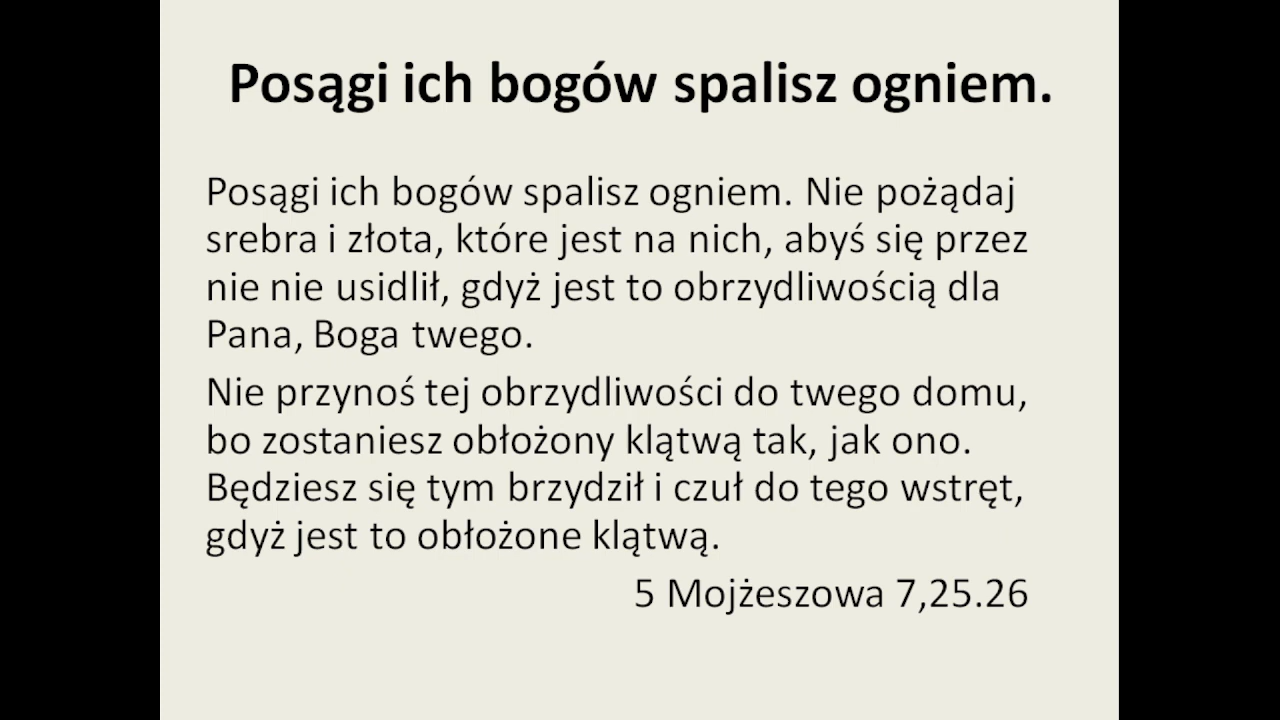 Posągi ich bogów spalisz ogniem.
Posągi ich bogów spalisz ogniem. Nie pożądaj
srebra i złota, które jest na nich, abyś się przez
nie nie usidlił, gdyż jest to obrzydliwością dla
Pana, Boga twego.
Nie przynoś tej obrzydliwości do twego domu,
bo zostaniesz obłożony klątwą tak, jak ono.
Będziesz się tym brzydził i czuł do tego wstręt,
gdyż jest to obłożone klątwą.
5 Mojżeszowa 7,25.26